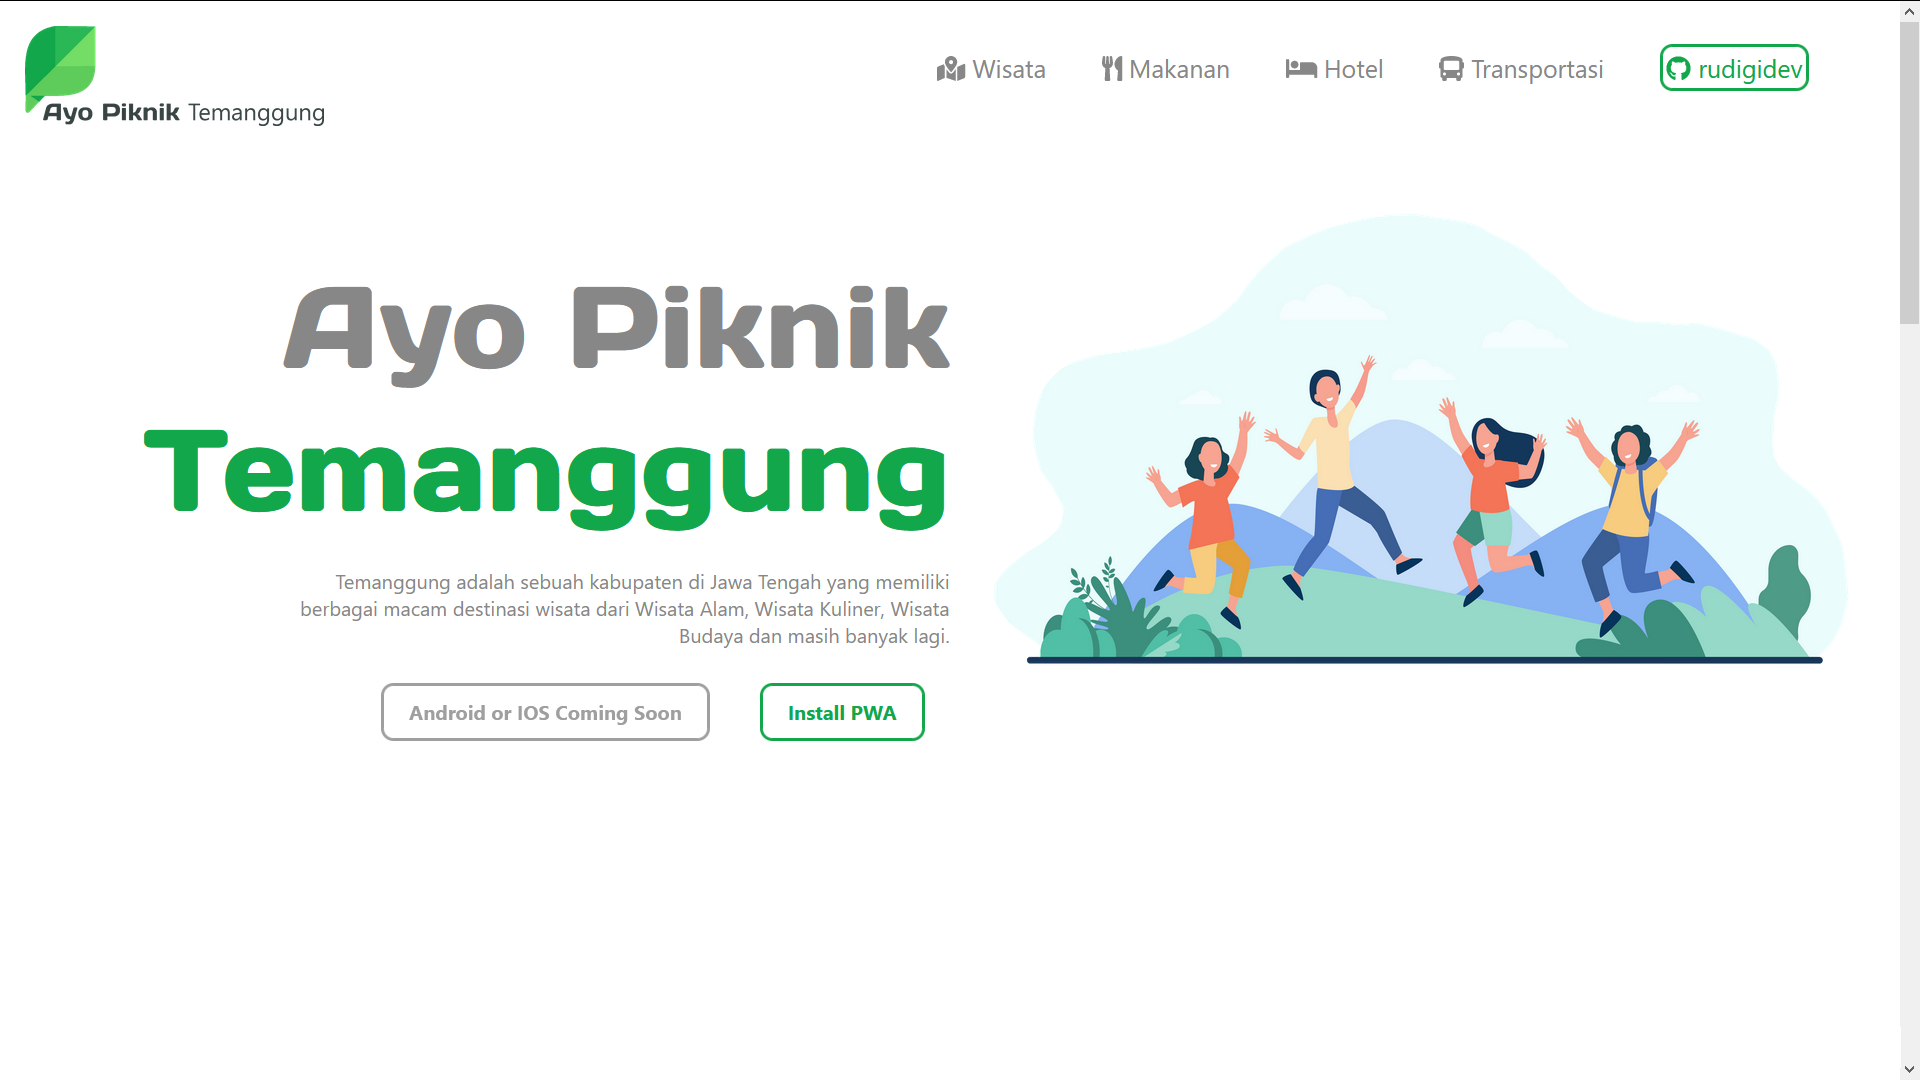 Ayo Piknik Temanggung
Wisata
Makanan
Hotel
Transportasi
rudigidev
Ayo Piknik
Temanggung
Temanggung adalah sebuah kabupaten di Jawa Tengah yang memiliki
berbagai macam destinasi wisata dari Wisata Alam, Wisata Kuliner, Wisata
Budaya dan masih banyak lagi.
Android or IOS Coming Soon
Install PWA